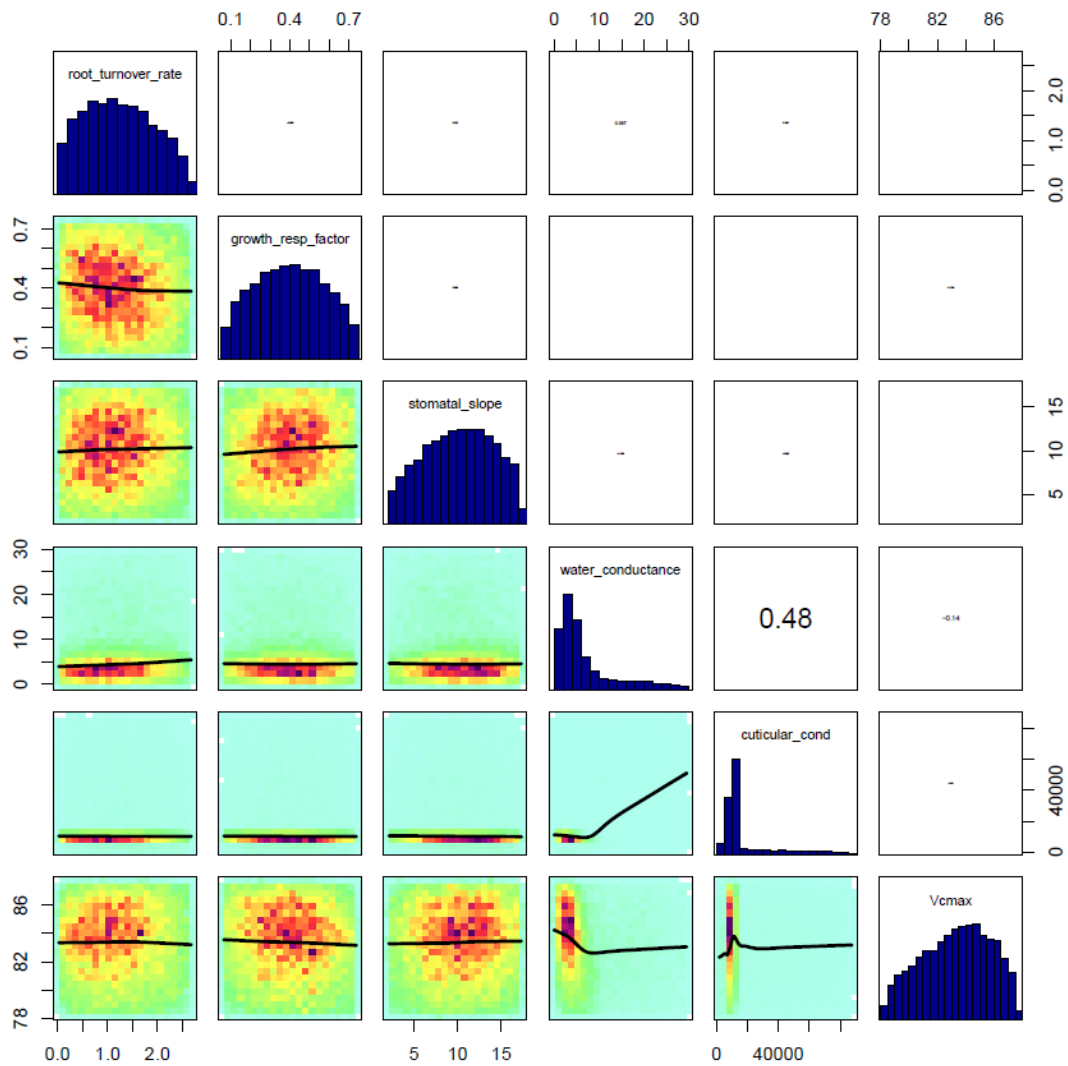 0.1 0.4 0.7 0 10 20 30 78 82 86
root_turnover_rate
0.0 1.0 2.0
0.1 0.4 0.7
growth_resp_factor
stomatal_slope
5 10 15
0 10 20 30
water_conductance
0.48
-0.14
cuticular_cond
0 40000
78 82 86
Vcmax
0.0 1.0 2.0 5 10 15 0 40000